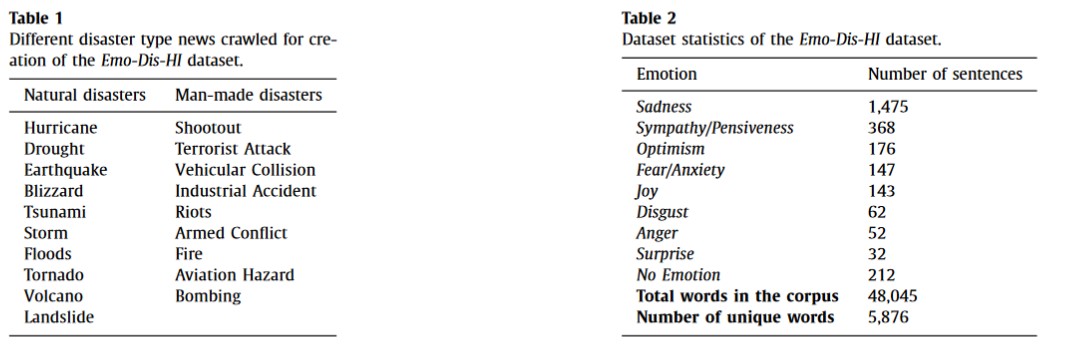 Table 1
Different disaster type news crawled for cre-
ation of the Emo-Dis-HI dataset.
Natural disasters Man-made disasters
Hurricane Shootout
Drought Terrorist Attack
Earthquake Vehicular Collision
Blizzard Industrial Accident
Tsunami Riots
Storm Armed Conflict
Floods Fire
Tornado Aviation Hazard
Volcano Bombing
Landslide
Table 2
Dataset statistics of the Emo-Dis-HI dataset.
Emotion Number of sentences
Sadness 1,475
Sympathy/Pensiveness 368
Optimism 176
Fear/Anxiety 147
Joy 143
Disgust 62
Anger 52
Surprise 32
No Emotion 212
Total words in the corpus 48,045
Number of unique words 5,876